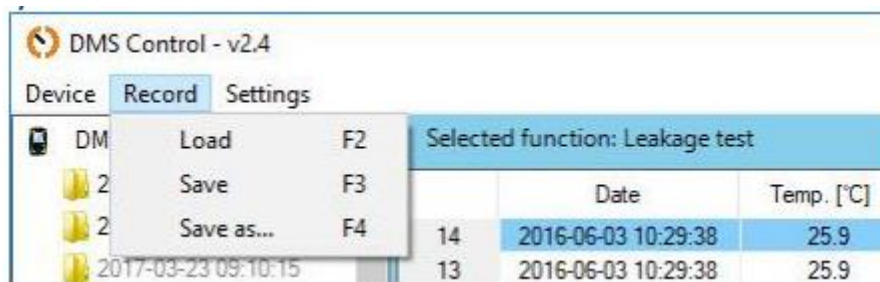 DMS Control - v2.4
Device Record Settings
DM
Load F2
Selected function: Leakage test
2
Save F3
Date Temp. [°C]
2
Save as... F4
14 2016-06-03 10:29:38 25.9
2017-03-23 09:10:15
13 2016-06-03 10:29:38 25.9